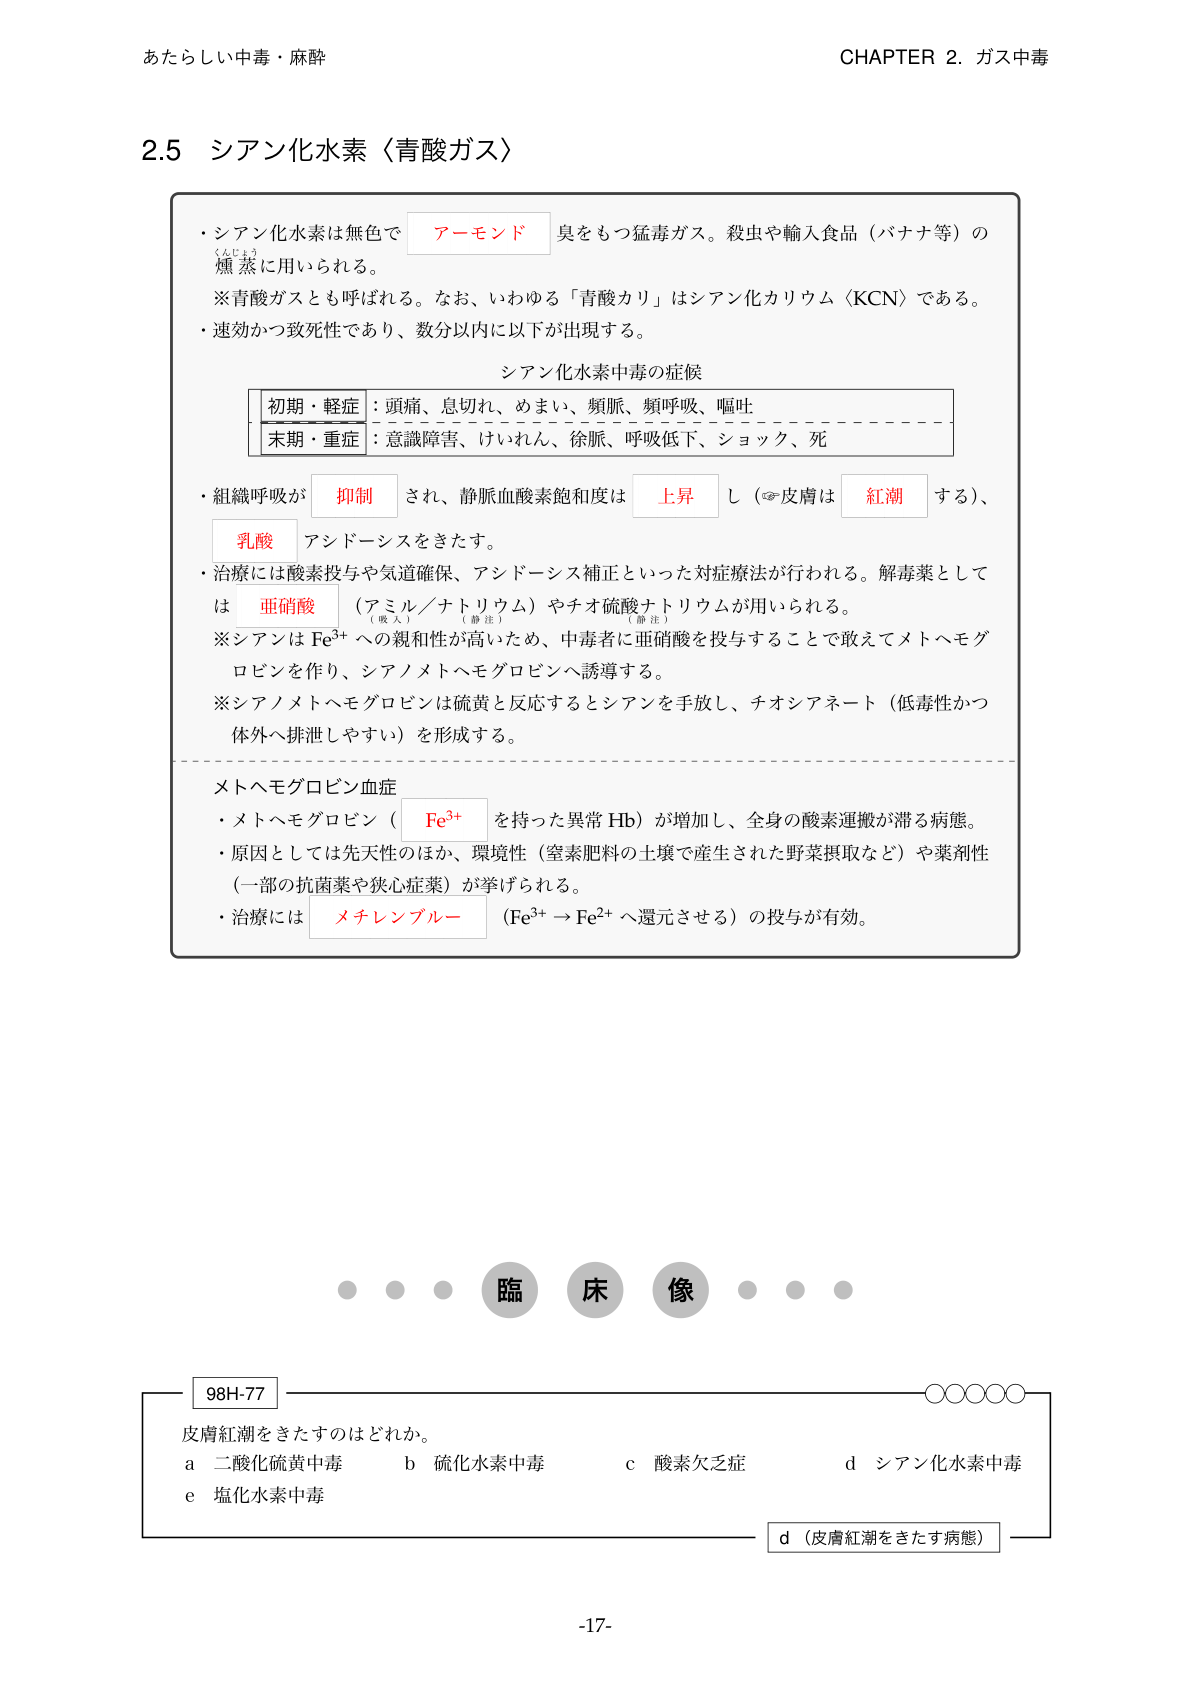 あたらしい中毒・麻酔 CHAPTER 2. ガス中毒
2.5 シアン化水素〈青酸ガス〉
・シアン化水素は無色で アーモンド 臭をもつ猛毒ガス。殺虫や輸入食品（バナナ等）の
くんじょう
燻蒸に用いられる。
※青酸ガスとも呼ばれる。なお、いわゆる「青酸カリ」はシアン化カリウム〈KCN〉である。
・速効かつ致死性であり、数分以内に以下が出現する。
シアン化水素中毒の症候
初期・軽症：頭痛、息切れ、めまい、頻脈、頻呼吸、嘔吐
末期・重症：意識障害、けいれん、徐脈、呼吸低下、ショック、死
・組織呼吸が 抑制 され、静脈血酸素飽和度は 上昇 し（☞皮膚は 紅潮 する）、
乳酸 アシドーシスをきたす。
・治療には酸素投与や気道確保、アシドーシス補正といった対症療法が行われる。解毒薬として
は 亜硝酸 （アミル／ナトリウム）やチオ硫酸ナトリウムが用いられる。
（吸入） （静注） （静注）
※シアンは Fe³⁺ への親和性が高いため、中毒者に亜硝酸を投与することで敢えてメトヘモグ
ロビンを作り、シアノメトヘモグロビンへ誘導する。
※シアノメトヘモグロビンは硫黄と反応するとシアンを手放し、チオシアネート（低毒性かつ
体外へ排泄しやすい）を形成する。
メトヘモグロビン血症
・メトヘモグロビン（ Fe³⁺ を持った異常 Hb）が増加し、全身の酸素運搬が滞る病態。
・原因としては先天性のほか、環境性（窒素肥料の土壌で産生された野菜摂取など）や薬剤性
（一部の抗菌薬や狭心症薬）が挙げられる。
・治療には メチレンブルー （Fe³⁺ → Fe²⁺ へ還元させる）の投与が有効。
臨 床 像
98H-77
皮膚紅潮をきたすのはどれか。
a 二酸化硫黄中毒 b 硫化水素中毒 c 酸素欠乏症 d シアン化水素中毒
e 塩化水素中毒
d （皮膚紅潮をきたす病態）
-17-